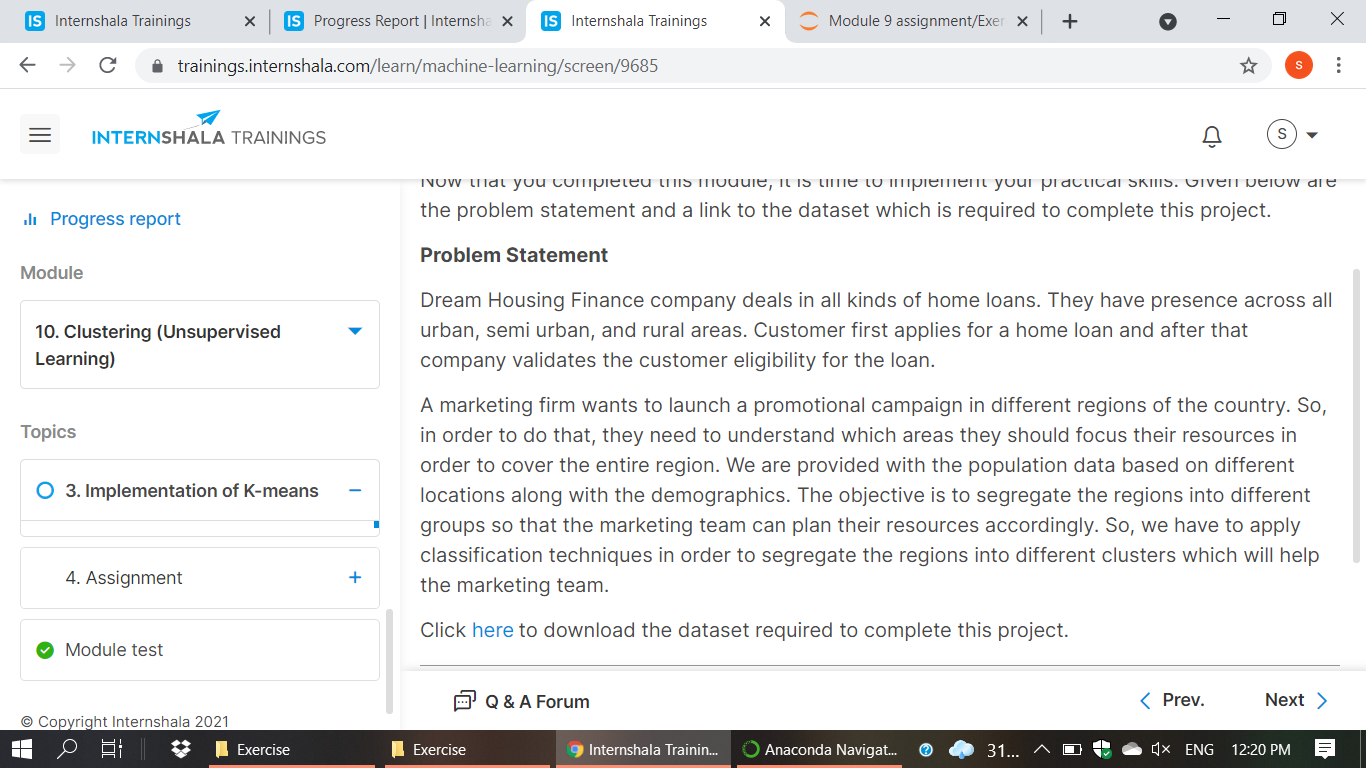 Internshala Trainings
Progress Report | Internsha
Internshala Trainings
Module 9 assignment/Exer
trainings.internshala.com/learn/machine-learning/screen/9685
S
INTERNSHALA TRAININGS
S
Progress report
Module
10. Clustering (Unsupervised
Learning)
Topics
3. Implementation of K-means
4. Assignment
Module test
© Copyright Internshala 2021
Now that you completed this module, it is time to implement your practical skills. Given below are
the problem statement and a link to the dataset which is required to complete this project.
Problem Statement
Dream Housing Finance company deals in all kinds of home loans. They have presence across all
urban, semi urban, and rural areas. Customer first applies for a home loan and after that
company validates the customer eligibility for the loan.
A marketing firm wants to launch a promotional campaign in different regions of the country. So,
in order to do that, they need to understand which areas they should focus their resources in
order to cover the entire region. We are provided with the population data based on different
locations along with the demographics. The objective is to segregate the regions into different
groups so that the marketing team can plan their resources accordingly. So, we have to apply
classification techniques in order to segregate the regions into different clusters which will help
the marketing team.
Click here to download the dataset required to complete this project.
Q & A Forum
Prev.
Next
Exercise
Exercise
Internshala Trainin...
Anaconda Navigat...
31...
ENG
12:20 PM